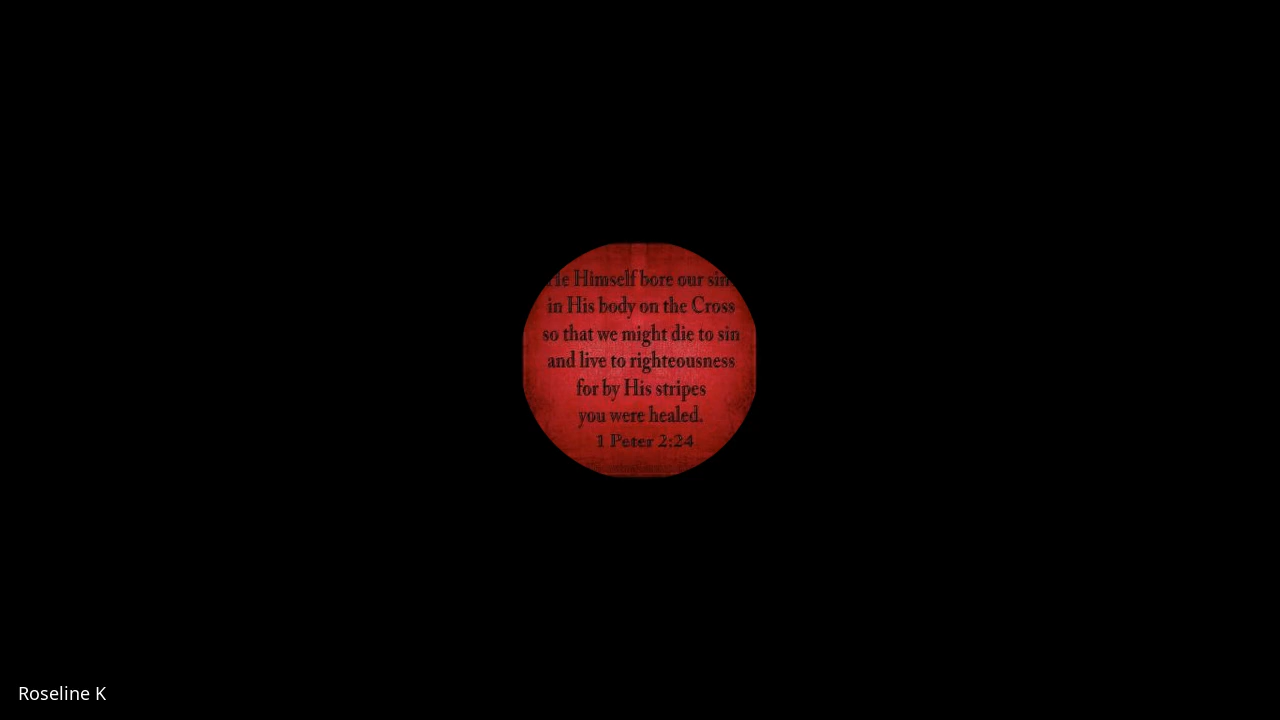 He Himself bore our sin
in His body on the Cross
so that we might die to sin
and live to righteousness
for by His stripes
you were healed.
1 Peter 2:24
Roseline K